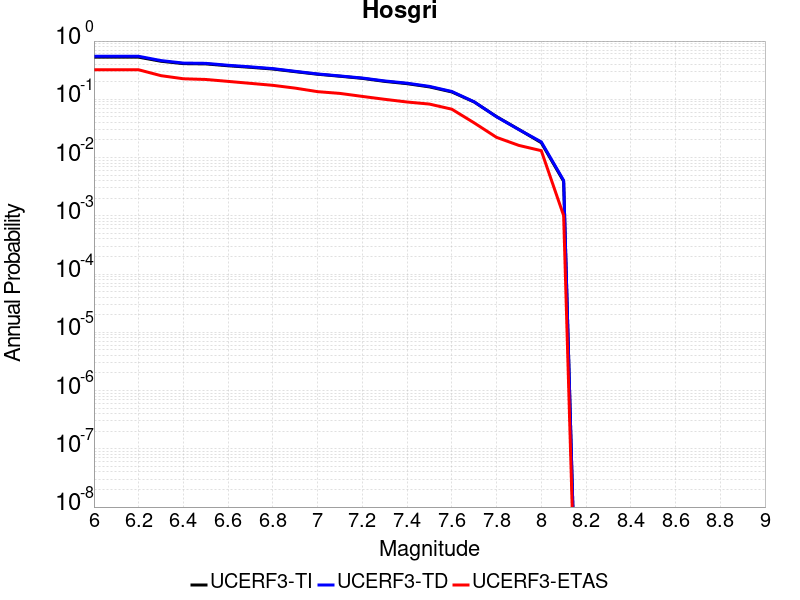 Hosgri
10^0
10^-1
10^-2
10^-3
10^-4
10^-5
10^-6
10^-7
10^-8
Annual Probability
6 6.2 6.4 6.6 6.8 7 7.2 7.4 7.6 7.8 8 8.2 8.4 8.6 8.8 9
Magnitude
UCERF3-TI UCERF3-TD UCERF3-ETAS